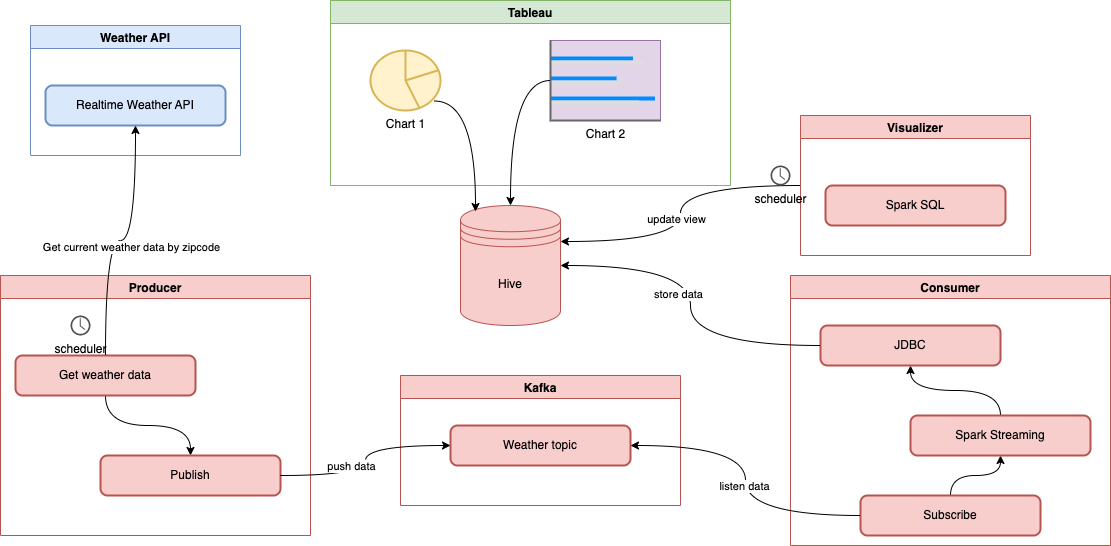 Tableau
Weather API
Realtime Weather API
Chart 1
Chart 2
Visualizer
scheduler
Spark SQL
update view
Get current weather data by zipcode
Hive
Producer
Consumer
store data
scheduler
JDBC
Get weather data
Kafka
Weather topic
Spark Streaming
push data
Publish
listen data
Subscribe